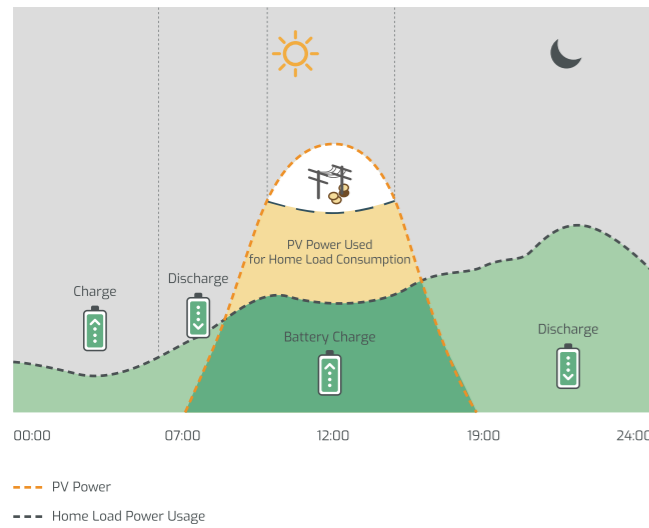 PV Power Used
for Home Load Consumption
Charge
Discharge
Battery Charge
Discharge
00:00
07:00
12:00
19:00
24:00
PV Power
Home Load Power Usage